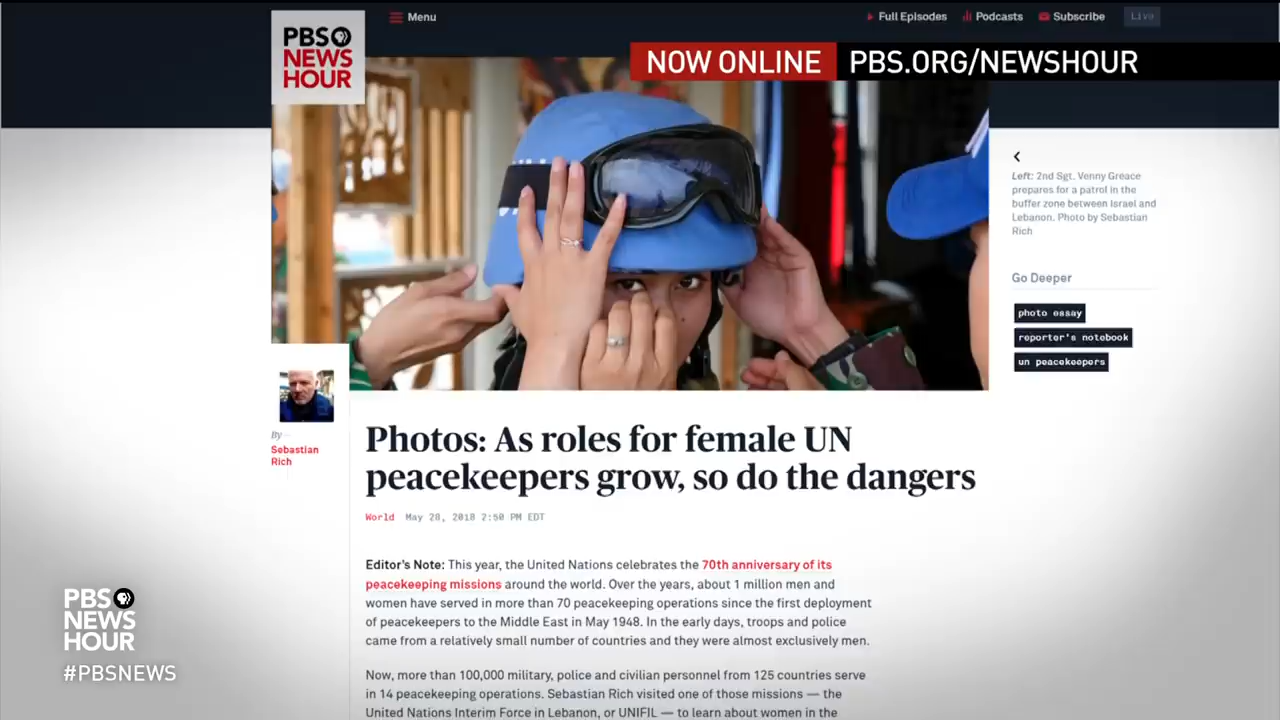 PBS
NEWS
HOUR
Menu
Full Episodes
Podcasts
Subscribe
Live
NOW ONLINE
PBS.ORG/NEWSHOUR
Left: 2nd Sgt. Venny Greace
prepares for a patrol in the
buffer zone between Israel and
Lebanon. Photo by Sebastian
Rich
Go Deeper
photo essay
reporter's notebook
un peacekeepers
By —
Sebastian
Rich
Photos: As roles for female UN
peacekeepers grow, so do the dangers
World May 28, 2018 2:50 PM EDT
Editor's Note: This year, the United Nations celebrates the 70th anniversary of its
peacekeeping missions around the world. Over the years, about 1 million men and
women have served in more than 70 peacekeeping operations since the first deployment
of peacekeepers to the Middle East in May 1948. In the early days, troops and police
came from a relatively small number of countries and they were almost exclusively men.
Now, more than 100,000 military, police and civilian personnel from 125 countries serve
in 14 peacekeeping operations. Sebastian Rich visited one of those missions — the
United Nations Interim Force in Lebanon, or UNIFIL — to learn about women in the
PBS
NEWS
HOUR
#PBSNEWS